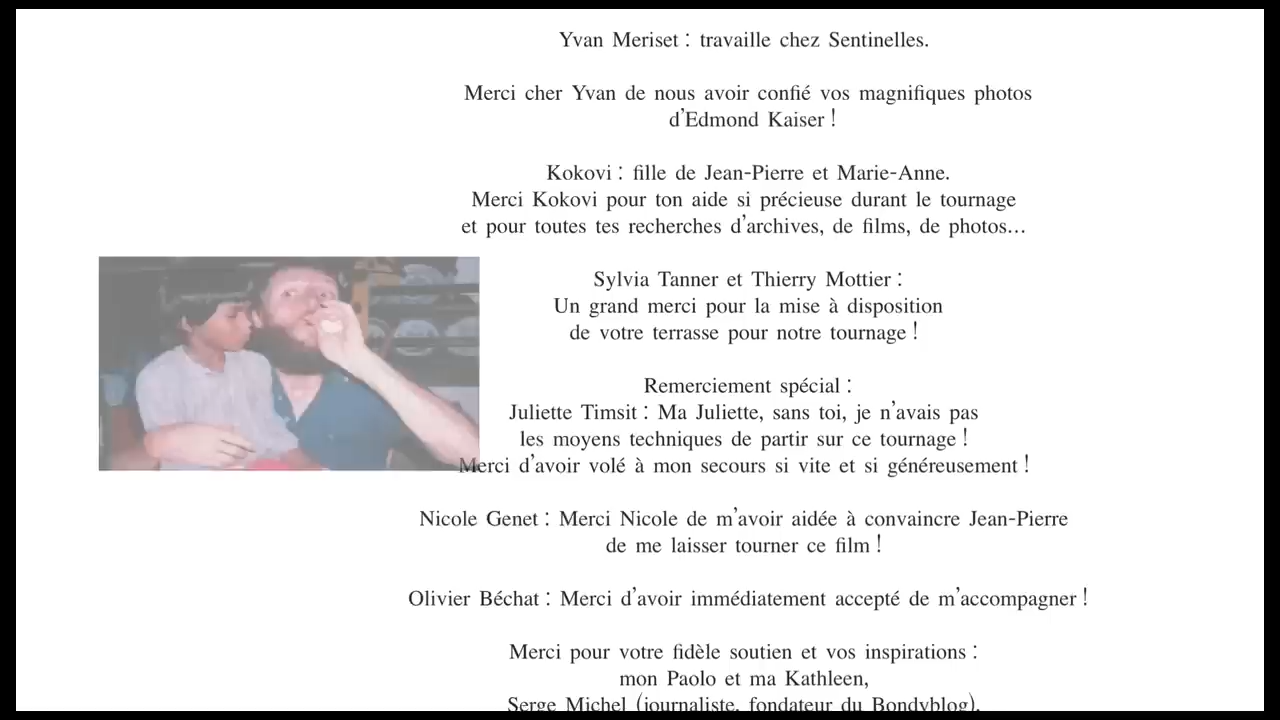 Yvan Meriset : travaille chez Sentinelles.
Merci cher Yvan de nous avoir confié vos magnifiques photos
d’Edmond Kaiser !
Kokovi : fille de Jean-Pierre et Marie-Anne.
Merci Kokovi pour ton aide si précieuse durant le tournage
et pour toutes tes recherches d’archives, de films, de photos...
Sylvia Tanner et Thierry Mottier :
Un grand merci pour la mise à disposition
de votre terrasse pour notre tournage !
Remerciement spécial :
Juliette Timsit : Ma Juliette, sans toi, je n’avais pas
les moyens techniques de partir sur ce tournage !
Merci d’avoir volé à mon secours si vite et si généreusement !
Nicole Genet : Merci Nicole de m’avoir aidée à convaincre Jean-Pierre
de me laisser tourner ce film !
Olivier Béchat : Merci d’avoir immédiatement accepté de m’accompagner !
Merci pour votre fidèle soutien et vos inspirations :
mon Paolo et ma Kathleen,
Serge Michel (journaliste, fondateur du Bondyblog),